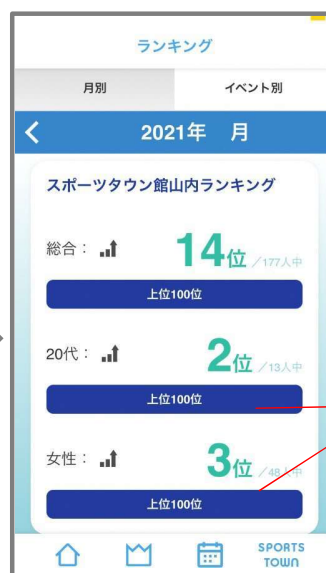 ランキング
月別 イベント別
2021年 月
スポーツタウン館山内ランキング
総合： 14位 /177人中
上位100位
20代： 2位 /13人中
上位100位
女性： 3位 /48人中
上位100位
SPORTS
TOWN